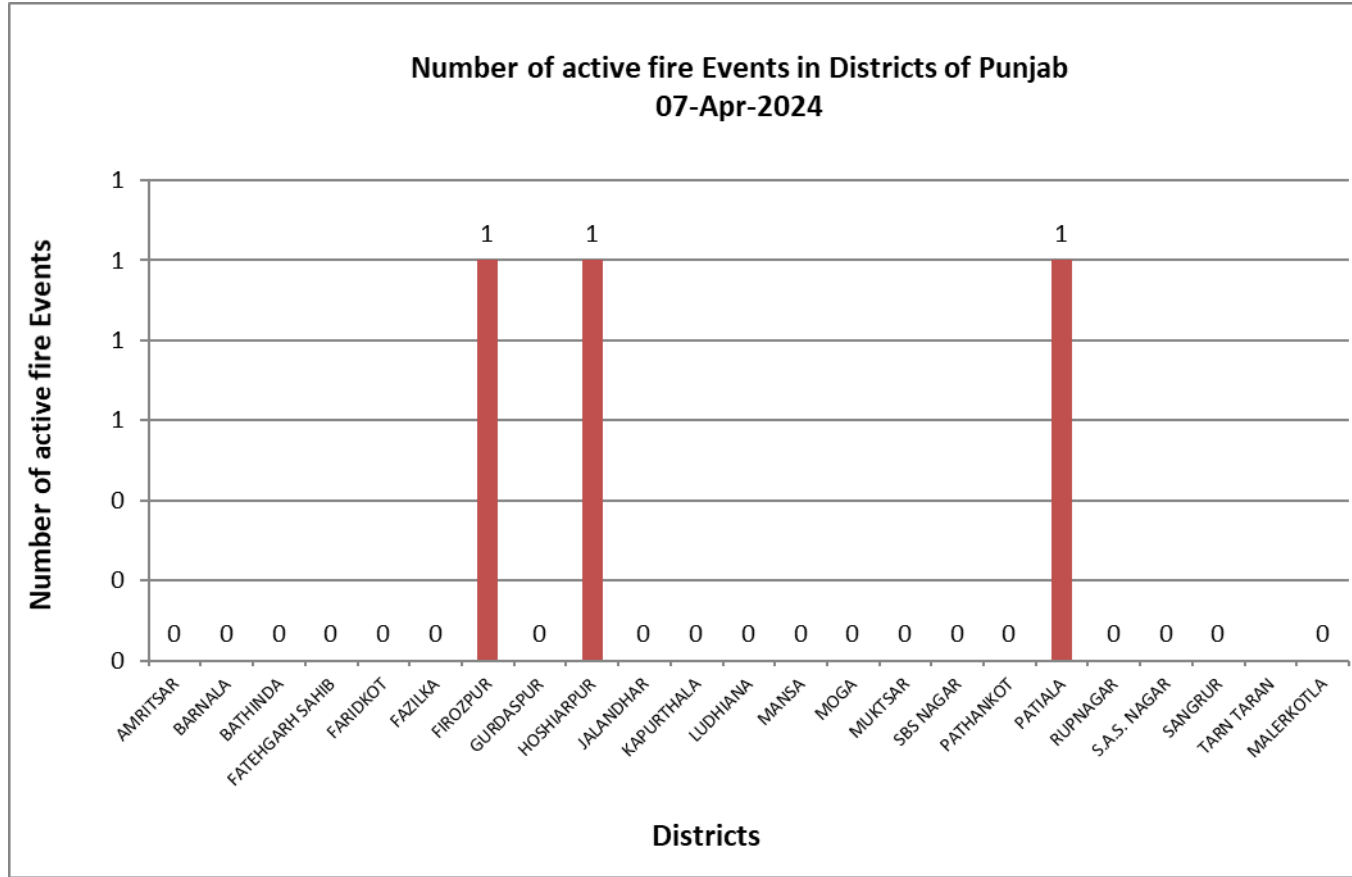 Number of active fire Events in Districts of Punjab
07-Apr-2024
Number of active fire Events
1
1
1
1
0
0
0
1 1 1
0 0 0 0 0 0 0 0 0 0 0 0 0 0 0 0 0 0 0
AMRITSAR
BARNALA
BATHINDA
FATEHGARH SAHIB
FARIDKOT
FAZILKA
FIROZPUR
GURDASPUR
HOSHIARPUR
JALANDHAR
KAPURTHALA
LUDHIANA
MANSA
MOGA
MUKTSAR
SBS NAGAR
PATHANKOT
PATIALA
RUPNAGAR
S.A.S. NAGAR
SANGRUR
TARN TARAN
MALERKOTLA
Districts